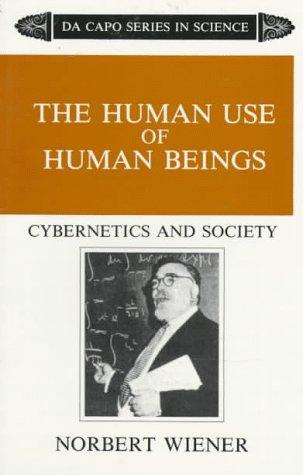 DA CAPO SERIES IN SCIENCE
THE HUMAN USE
OF
HUMAN BEINGS
CYBERNETICS AND SOCIETY
NORBERT WIENER